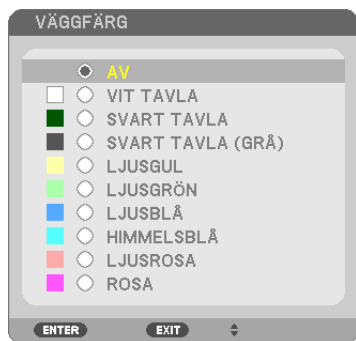 VÄGGFÄRG
AV
VIT TAVLA
SVART TAVLA
SVART TAVLA (GRÅ)
LJUSGUL
LJUSGRÖN
LJUSBLÅ
HIMMELSBLÅ
LJUSROSA
ROSA
ENTER EXIT